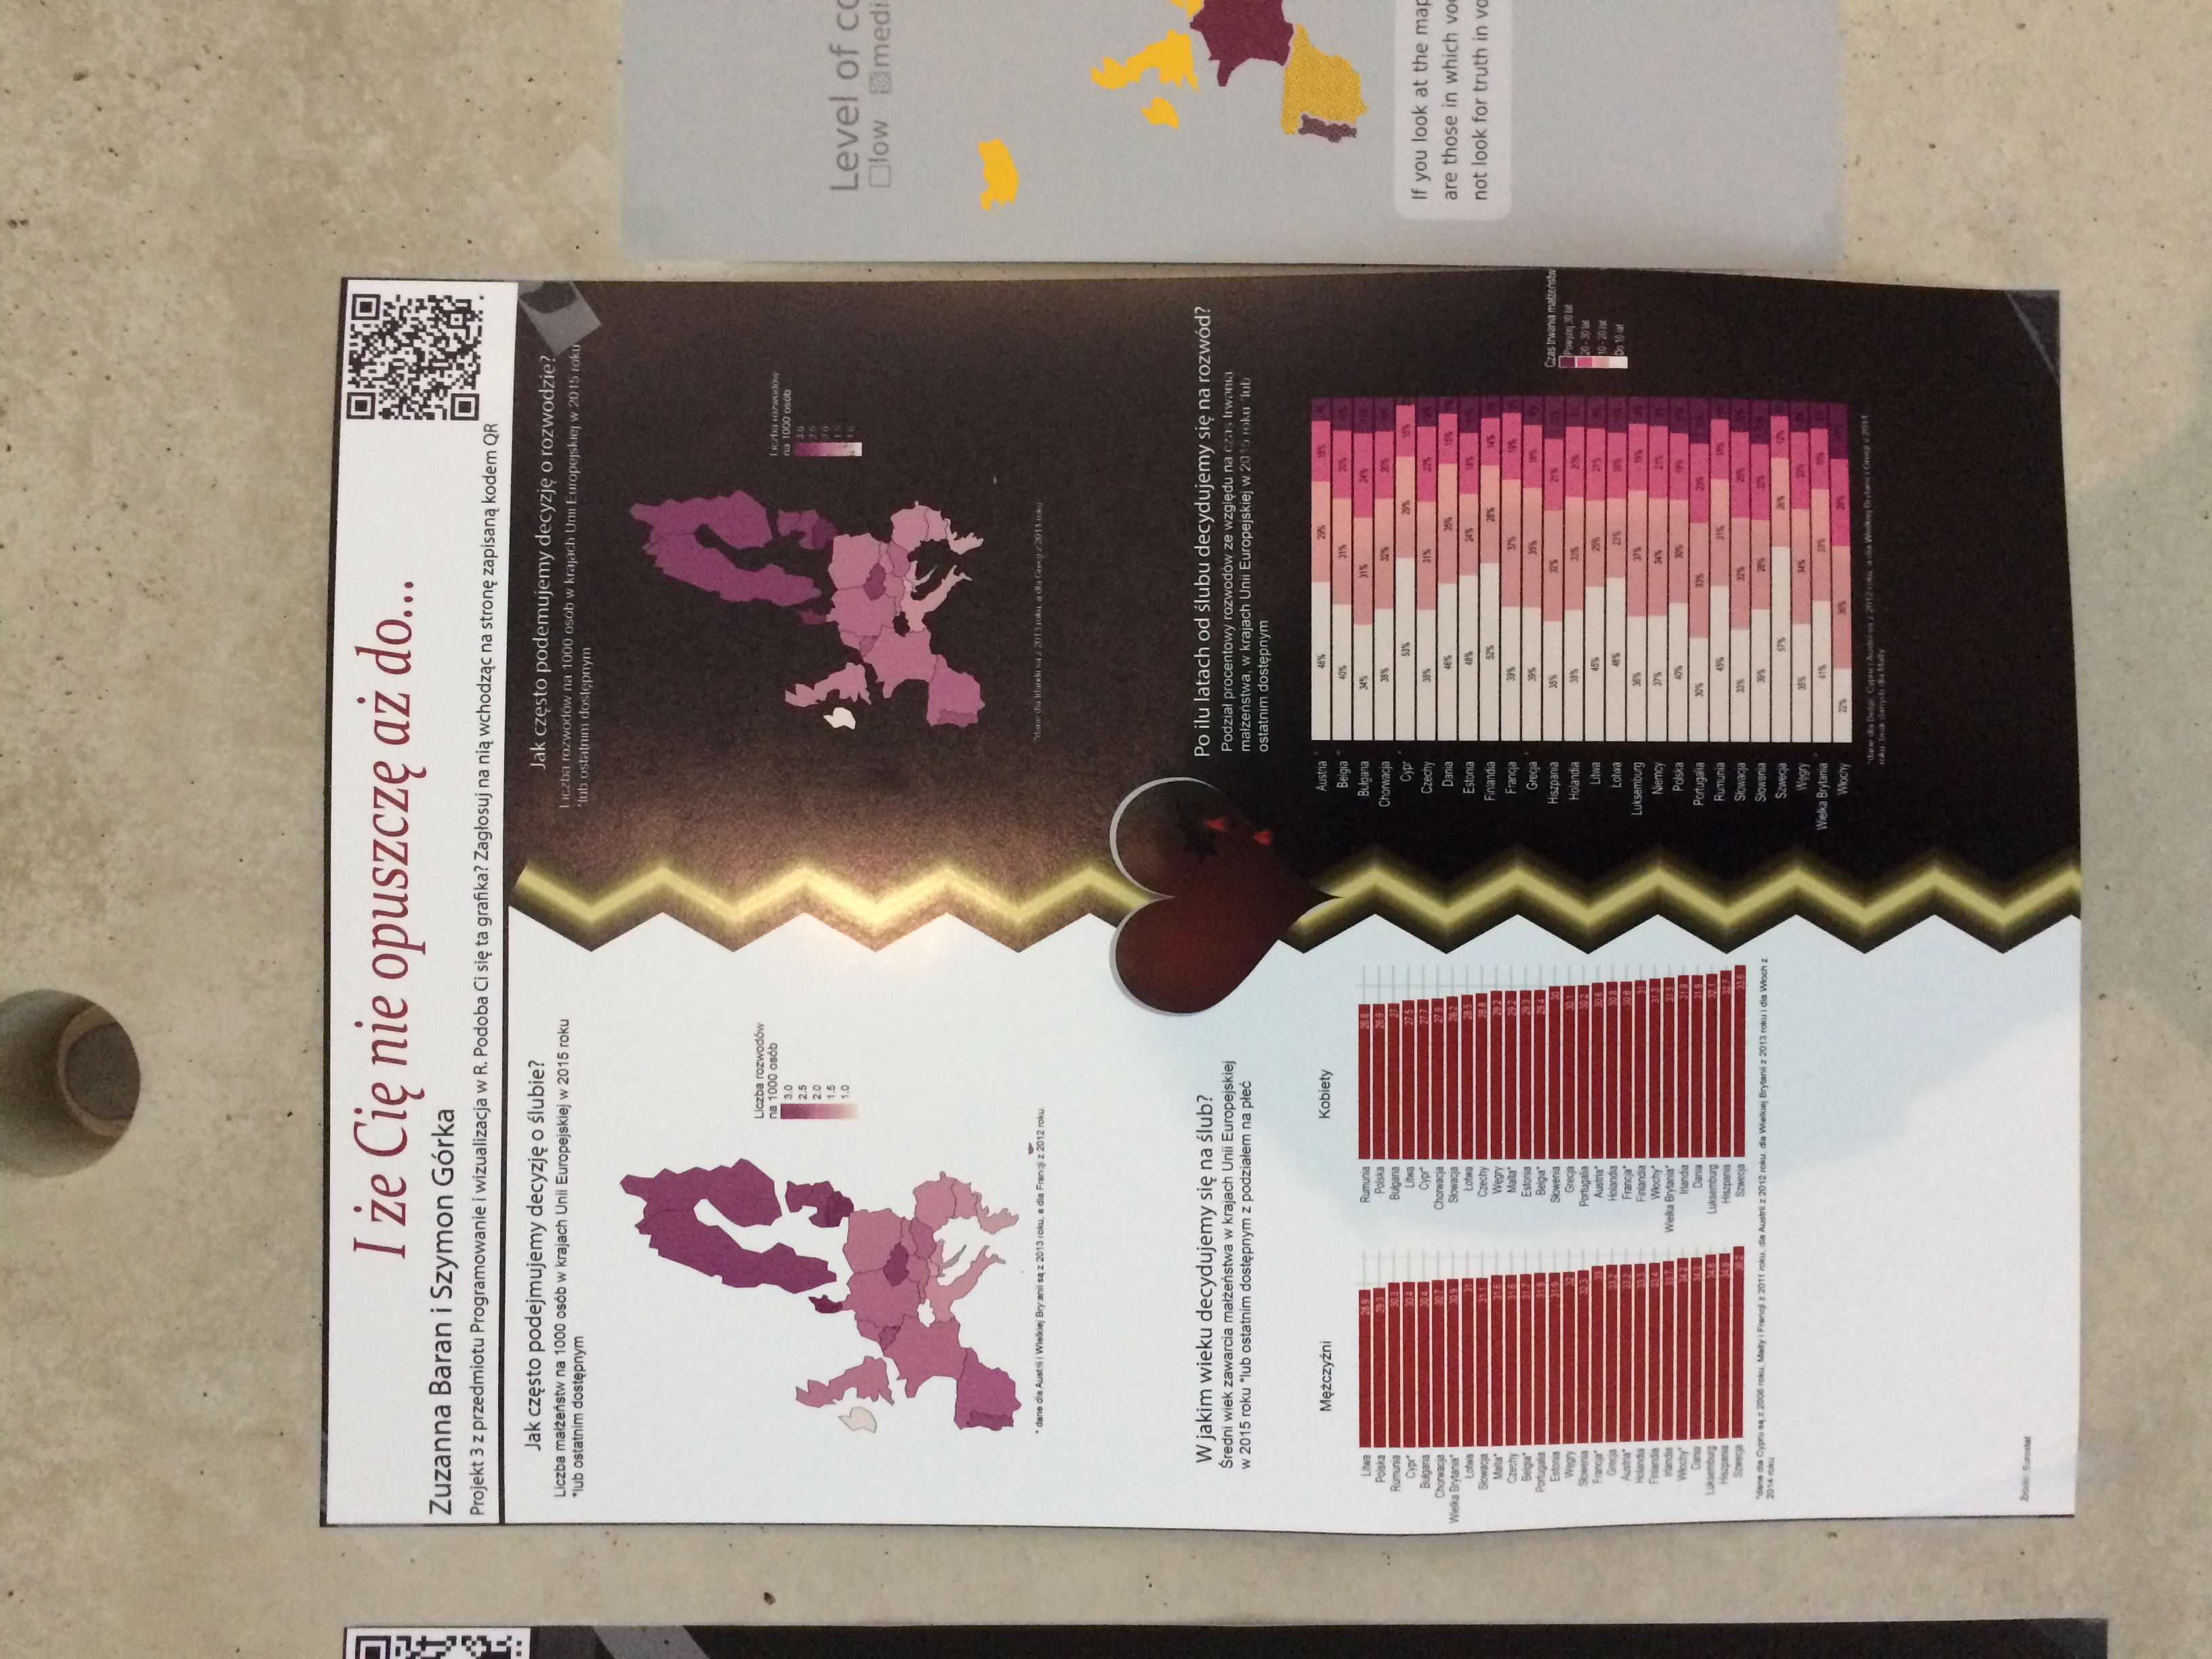 I że Cię nie opuszczę aż do...
Zuzanna Baran i Szymon Górka
Projekt 3 z przedmiotu Programowanie i wizualizacja w R. Podoba Ci się ta grafika? Zagłosuj na nią wchodząc na stronę zapisaną kodem QR
Jak często podejmujemy decyzję o ślubie?
Liczba małżeństw na 1000 osób w krajach Unii Europejskiej w 2015 roku
*lub ostatnim dostępnym
Liczba rozwodów
na 1000 osób
3.0
2.5
2.0
1.5
1.0
* dane dla Austrii i Wielkiej Brytanii są z 2013 roku, a dla Francji z 2012 roku
Jak często podemujemy decyzję o rozwodzie?
Liczba rozwodów na 1000 osób w krajach Unii Europejskiej w 2015 roku
*lub ostatnim dostępnym
Liczba rozwodów
na 1000 osób
3.0
2.5
2.0
1.5
*dane dla Irlandii są z 2013 roku, a dla Grecji z 2014 roku
W jakim wieku decydujemy się na ślub?
Średni wiek zawarcia małżeństwa w krajach Unii Europejskiej
w 2015 roku *lub ostatnim dostępnym z podziałem na płeć
Mężczyźni
Litwa 28.9
Polska 29.3
Rumunia 30.3
Cypr* 30.4
Bułgaria 30.4
Chorwacja 30.7
Wielka Brytania* 30.9
Łotwa 31
Słowacja 31.1
Malta* 31.6
Czechy 31.6
Belgia* 31.7
Portugalia 31.9
Estonia 31.9
Węgry 32
Słowenia 32.3
Francja* 33
Grecja 33.2
Austria* 33.2
Holandia 33.3
Finlandia 33.4
Irlandia 33.7
Włochy* 34.2
Dania 34.3
Luksemburg 34.6
Hiszpania 34.9
Szwecja 36.2
Kobiety
Rumunia 26.8
Polska 26.9
Bułgaria 27
Litwa 27.5
Cypr* 27.7
Chorwacja 27.9
Słowacja 28.2
Łotwa 28.5
Czechy 28.8
Węgry 29.2
Malta* 29.2
Estonia 29.3
Belgia* 29.4
Słowenia 30
Grecja 30.1
Portugalia 30.2
Austria* 30.6
Holandia 30.8
Francja* 30.8
Finlandia 31
Włochy* 31.3
Wielka Brytania* 31.5
Irlandia 31.9
Dania 31.9
Luksemburg 32.1
Hiszpania 32.7
Szwecja 33.6
*dane dla Cypru są z 2006 roku, Malty i Francji z 2011 roku, dla Austrii z 2012 roku, dla Wielkiej Brytanii z 2013 roku i dla Włoch z
2014 roku
Źródło: Eurostat
Po ilu latach od ślubu decydujemy się na rozwód?
Podział procentowy rozwodów ze względu na czas trwania
małżeństwa, w krajach Unii Europejskiej w 2015 roku *lub
ostatnim dostępnym
Austria * 46% 29% 18%
Belgia * 40% 31% 20%
Bułgaria 34% 31% 24%
Chorwacja 38% 32% 20%
Cypr * 53% 29% 15%
Czechy 38% 31% 22%
Dania 46% 35% 15%
Estonia 48% 24% 18%
Finlandia 52% 28% 14%
Francja 39% 37% 19%
Grecja * 39% 35% 18%
Hiszpania 35% 32% 21%
Holandia 38% 33% 20%
Litwa 45% 25% 21%
Łotwa 48% 23% 18%
Luksemburg 36% 37% 19%
Niemcy 37% 34% 21%
Polska 40% 30% 19%
Portugalia 30% 33% 23%
Rumunia 45% 31% 18%
Słowacja 33% 32% 25%
Słowenia 39% 28% 22%
Szwecja 57% 26% 12%
Węgry 35% 34% 22%
Wielka Brytania * 41% 33% 18%
Włochy 22% 36% 26%
Czas trwania małżeństw
Powyżej 30 lat
20 - 30 lat
10 - 20 lat
Do 10 lat
*dane dla Belgii, Cypru i Austrii są z 2012 roku, a dla Wielkiej Brytanii i Grecji z 2014
roku; brak danych dla Malty
Level of co
low medi
If you look at the map
are those in which vo
not look for truth in vo